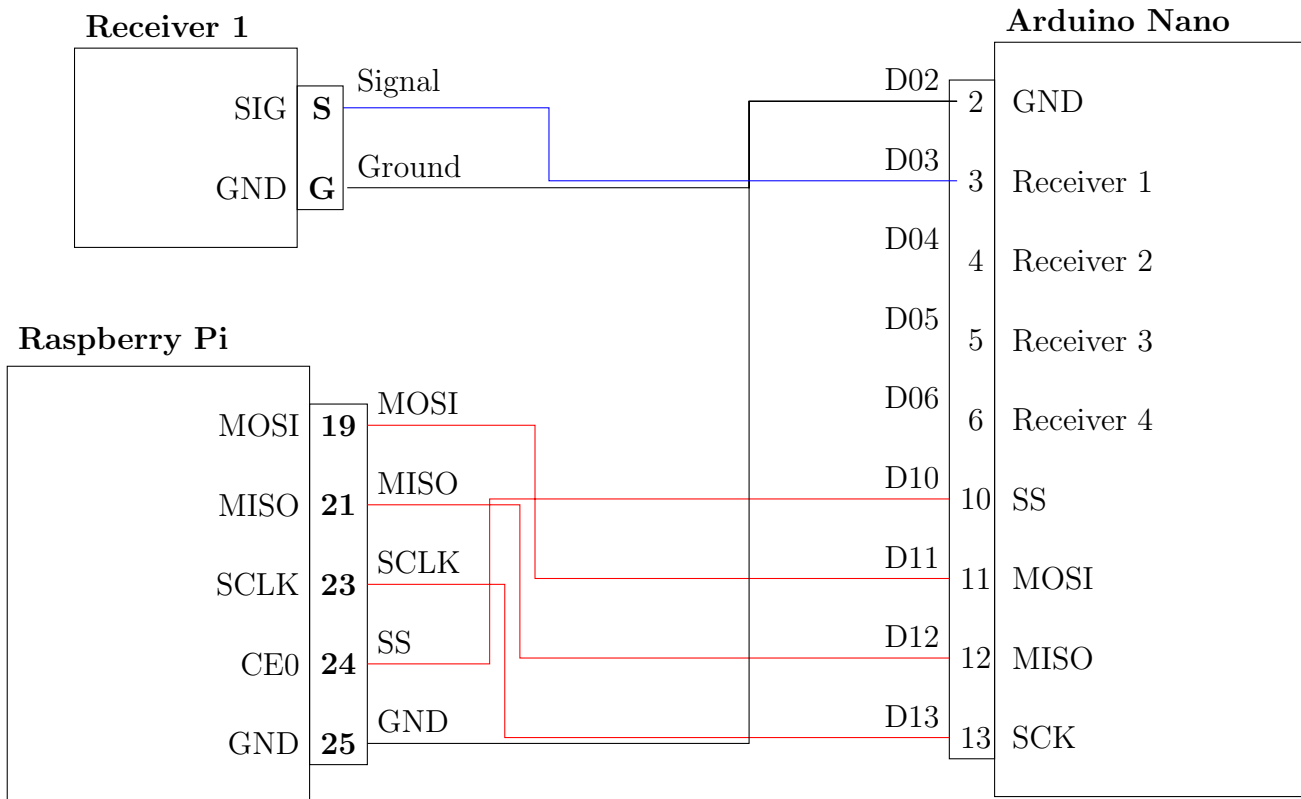 Receiver 1
SIG S Signal
GND G Ground
Raspberry Pi
MOSI 19 MOSI
MISO 21 MISO
SCLK 23 SCLK
CE0 24 SS
GND 25 GND
Arduino Nano
D02 2 GND
D03 3 Receiver 1
D04 4 Receiver 2
D05 5 Receiver 3
D06 6 Receiver 4
D10 10 SS
D11 11 MOSI
D12 12 MISO
D13 13 SCK